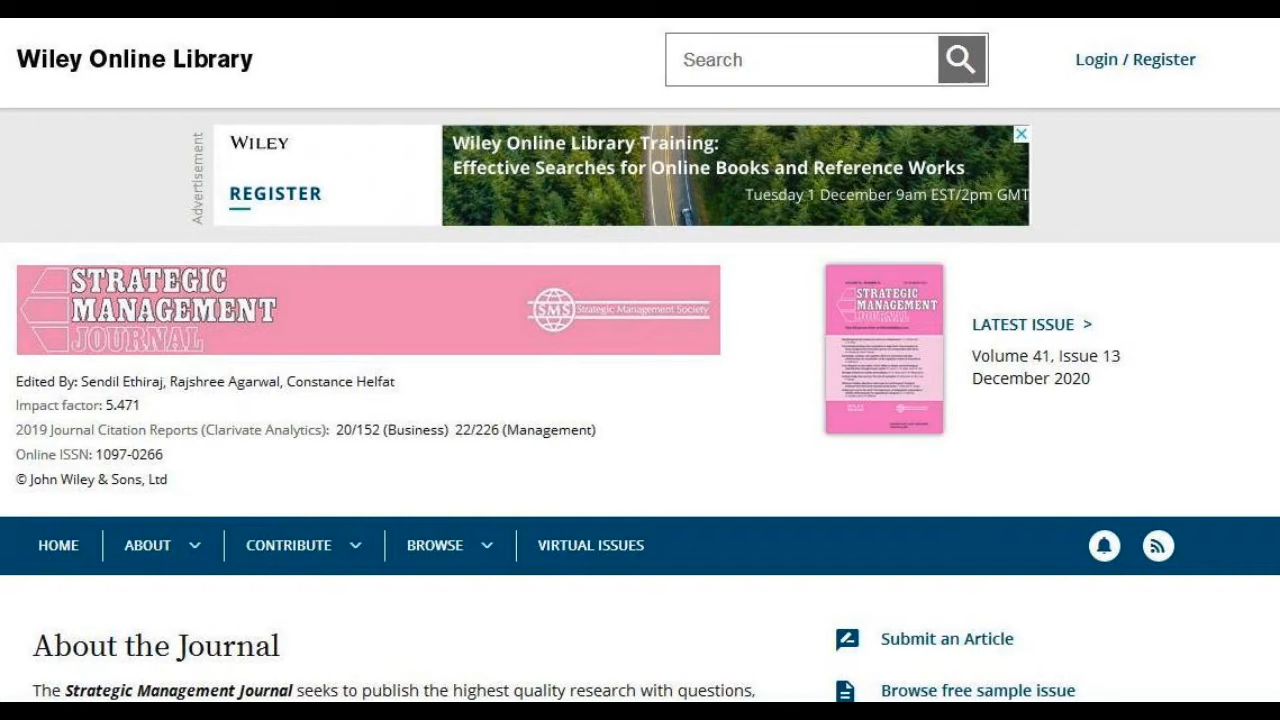 Wiley Online Library
Search
Login / Register
Advertisement
WILEY
REGISTER
Wiley Online Library Training:
Effective Searches for Online Books and Reference Works
Tuesday 1 December 9am EST/2pm GMT
STRATEGIC
MANAGEMENT
JOURNAL
SMS Strategic Management Society
STRATEGIC
MANAGEMENT
JOURNAL
LATEST ISSUE >
Volume 41, Issue 13
December 2020
Edited By: Sendil Ethiraj, Rajshree Agarwal, Constance Helfat
Impact factor: 5.471
2019 Journal Citation Reports (Clarivate Analytics): 20/152 (Business) 22/226 (Management)
Online ISSN: 1097-0266
© John Wiley & Sons, Ltd
HOME
ABOUT
CONTRIBUTE
BROWSE
VIRTUAL ISSUES
About the Journal
The Strategic Management Journal seeks to publish the highest quality research with questions,
Submit an Article
Browse free sample issue